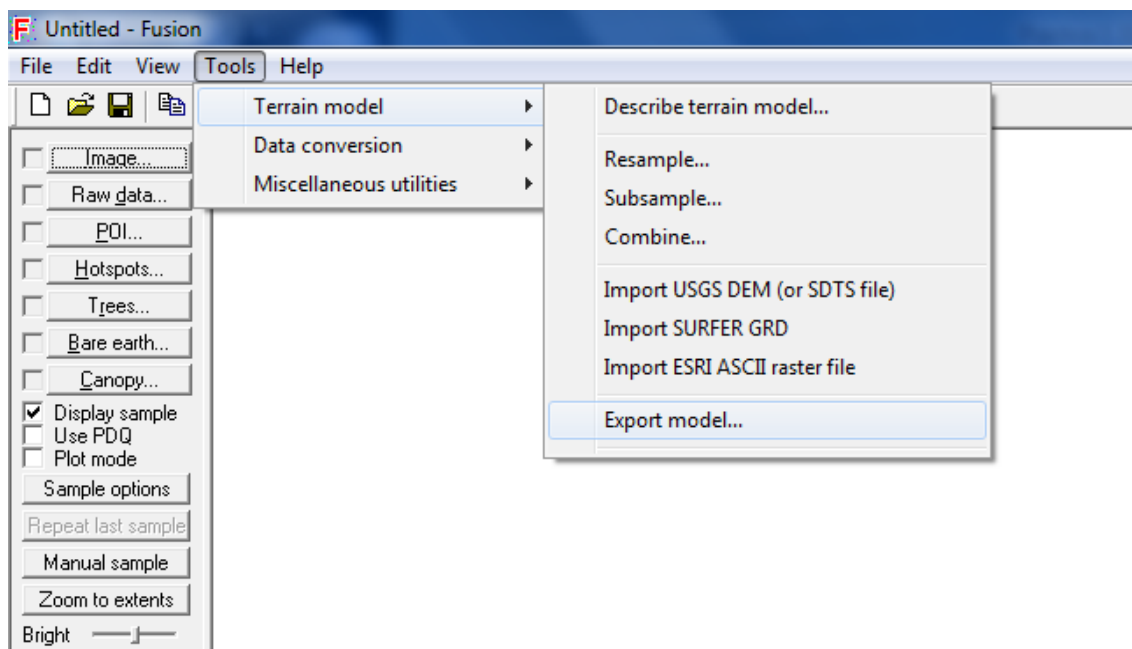 F Untitled - Fusion
File Edit View Tools Help
Terrain model
Data conversion
Miscellaneous utilities
Describe terrain model...
Resample...
Subsample...
Combine...
Import USGS DEM (or SDTS file)
Import SURFER GRD
Import ESRI ASCII raster file
Export model...
Image...
Raw data...
POI...
Hotspots...
Trees...
Bare earth...
Canopy...
Display sample
Use PDQ
Plot mode
Sample options
Repeat last sample
Manual sample
Zoom to extents
Bright